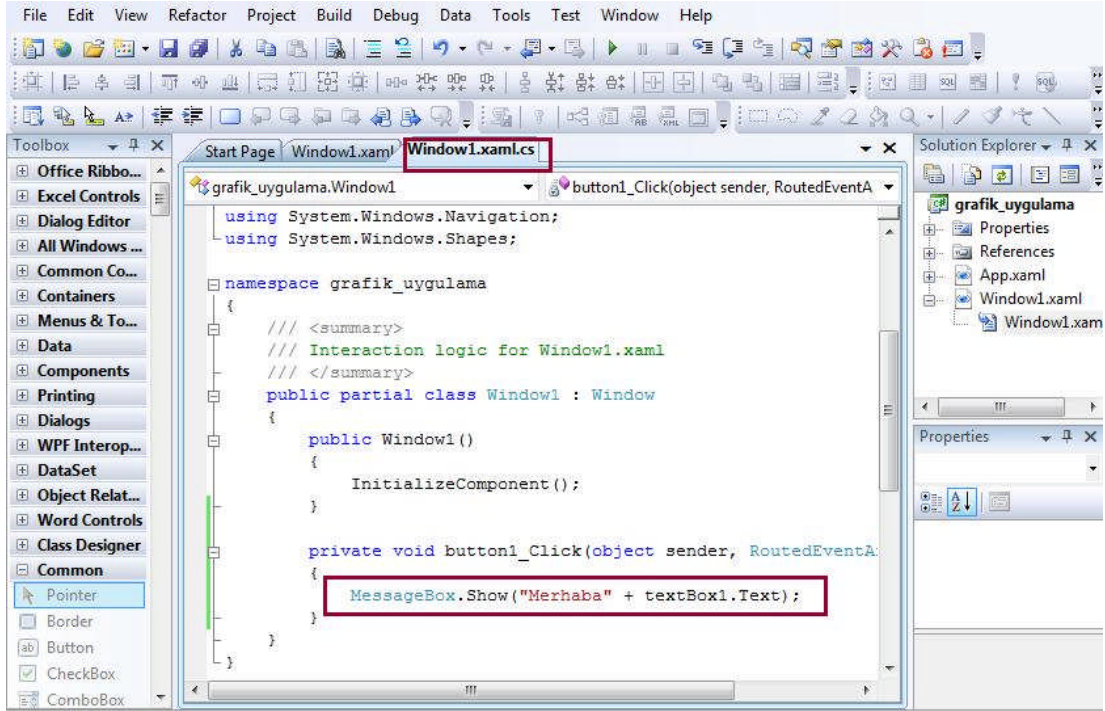 File Edit View Refactor Project Build Debug Data Tools Test Window Help
Toolbox
Office Ribbo...
Excel Controls
Dialog Editor
All Windows ...
Common Co...
Containers
Menus & To...
Data
Components
Printing
Dialogs
WPF Interop...
DataSet
Object Relat...
Word Controls
Class Designer
Common
Pointer
Border
Button
CheckBox
ComboBox
Start Page Window1.xaml Window1.xaml.cs
grafik_uygulama.Window1 button1_Click(object sender, RoutedEventA
using System.Windows.Navigation;
using System.Windows.Shapes;
namespace grafik_uygulama
{
/// <summary>
/// Interaction logic for Window1.xaml
/// </summary>
public partial class Window1 : Window
{
public Window1()
{
InitializeComponent();
}
private void button1_Click(object sender, RoutedEventA
{
MessageBox.Show("Merhaba" + textBox1.Text);
}
}
}
Solution Explorer
grafik_uygulama
Properties
References
App.xaml
Window1.xaml
Window1.xam
Properties